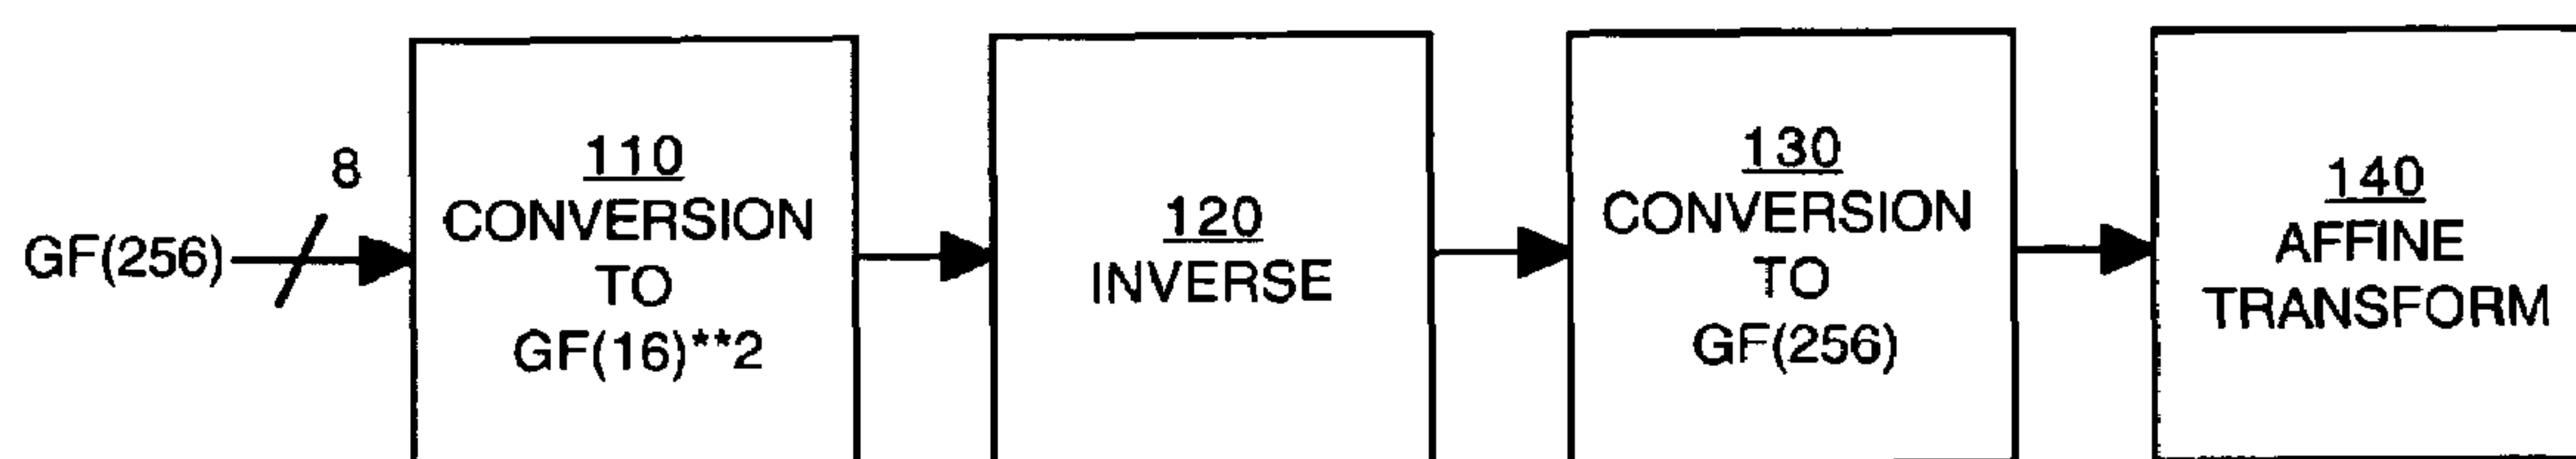 GF(256)
8
110
CONVERSION
TO
GF(16)**2
120
INVERSE
130
CONVERSION
TO
GF(256)
140
AFFINE
TRANSFORM